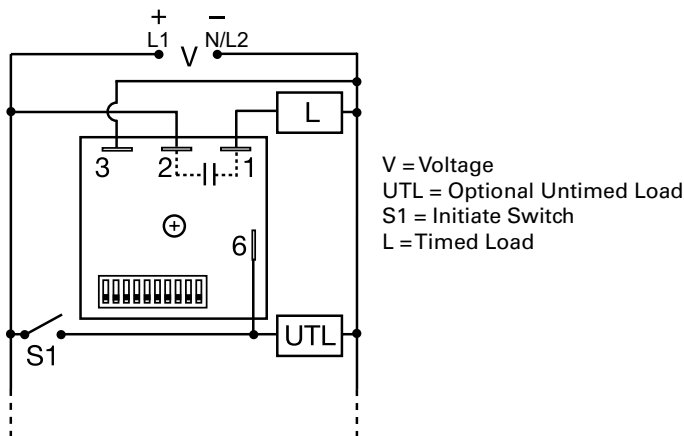 + −
L1 V N/L2
L
3 2 1
6
S1 UTL
V = Voltage
UTL = Optional Untimed Load
S1 = Initiate Switch
L = Timed Load